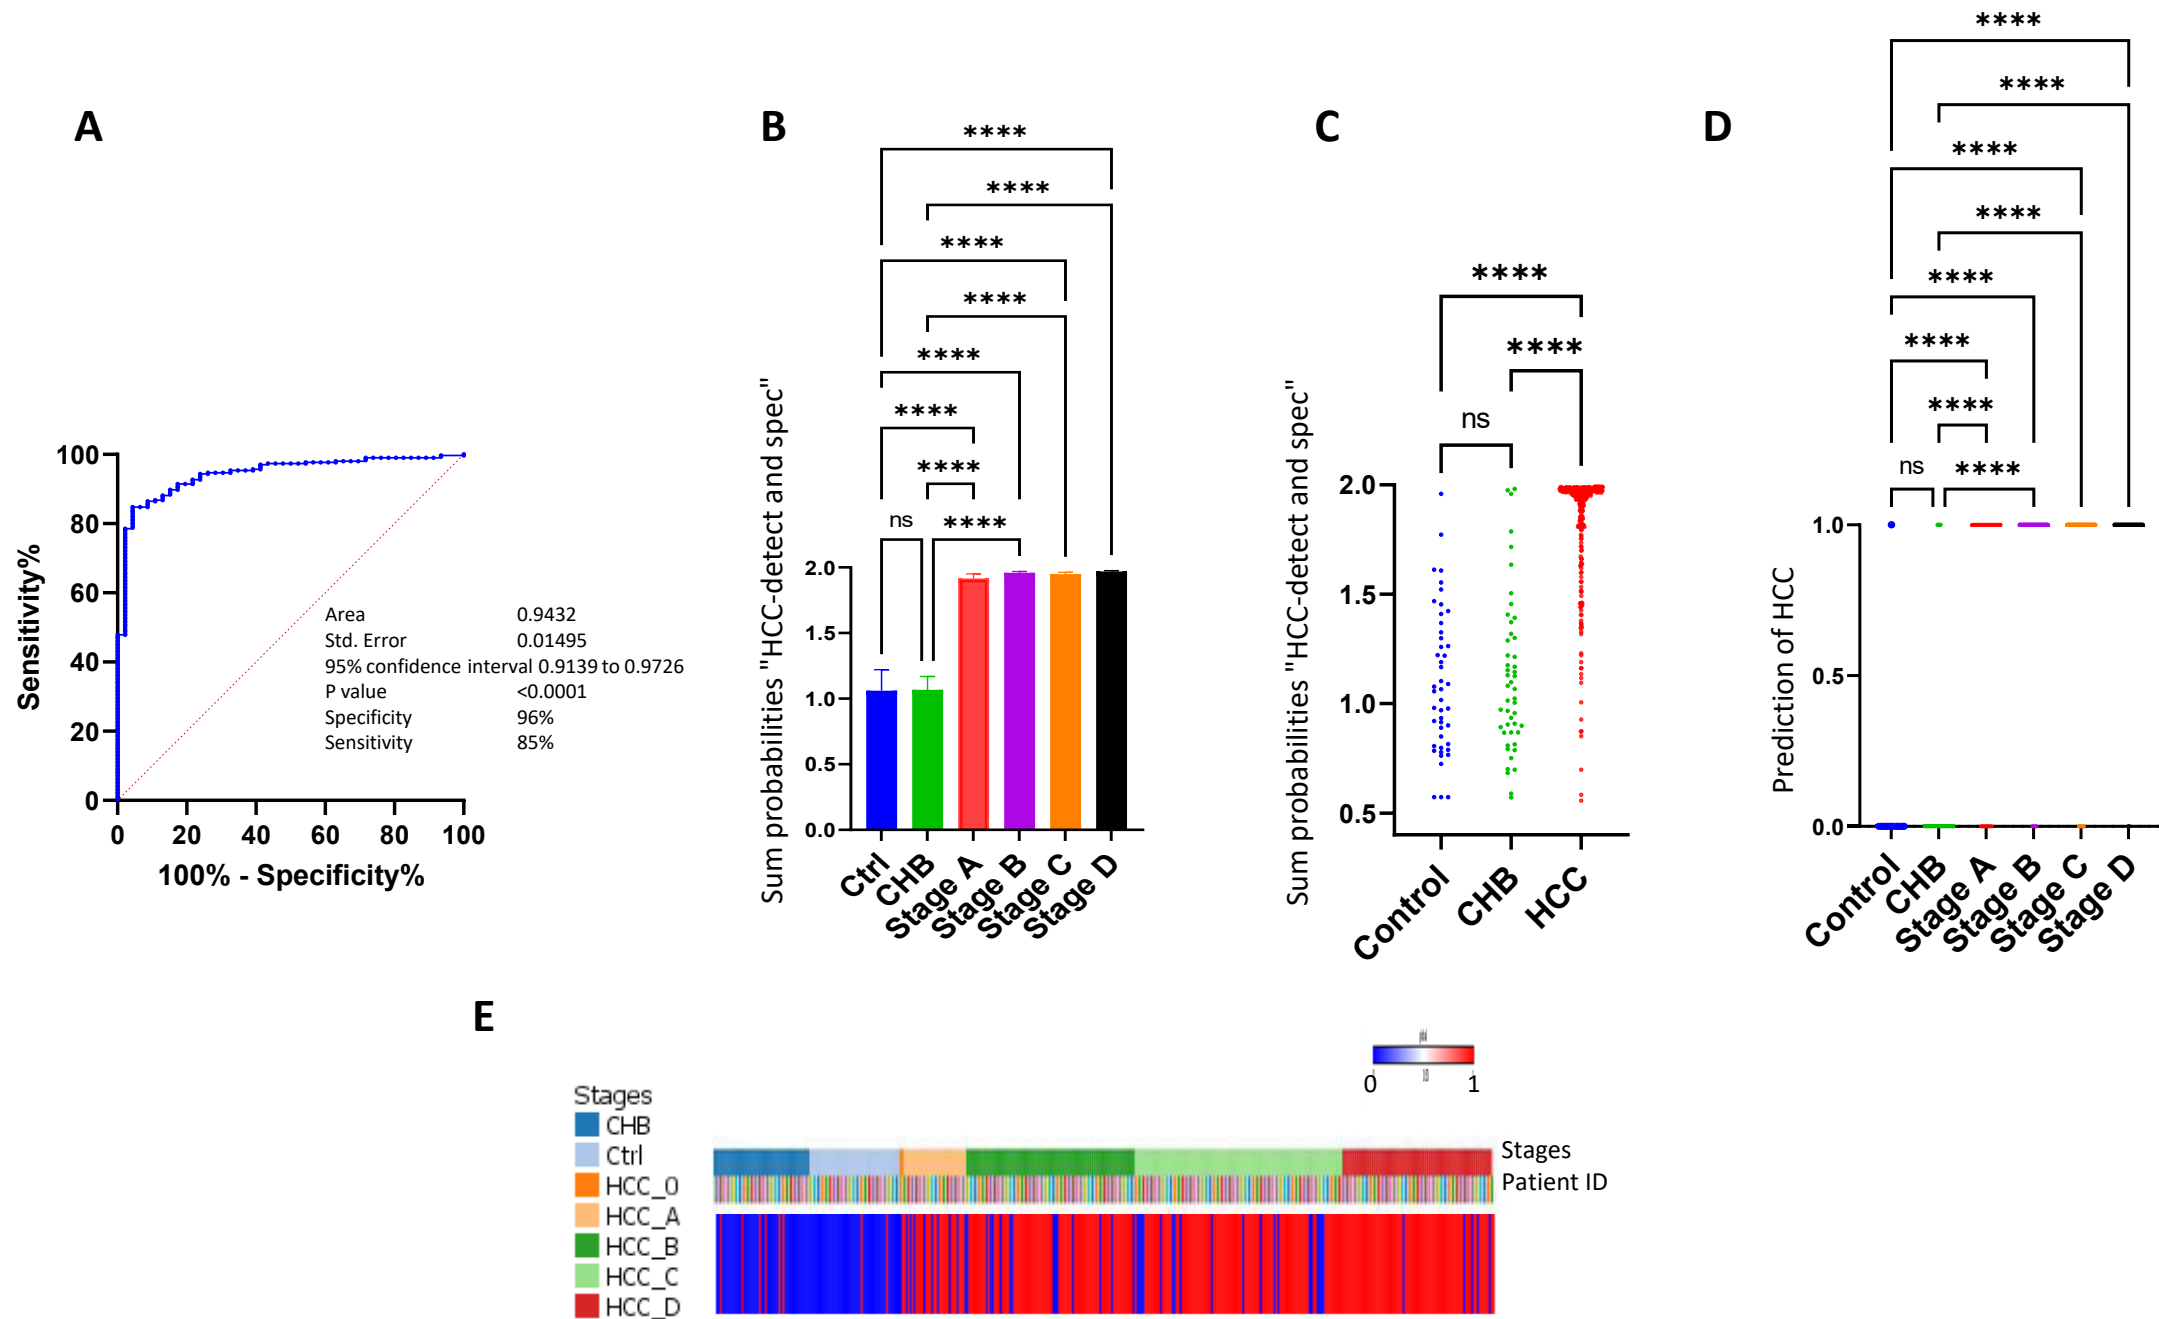 A
100
80
60
40
20
0
Sensitivity%
0 20 40 60 80 100
100% - Specificity%
Area 0.9432
Std. Error 0.01495
95% confidence interval 0.9139 to 0.9726
P value <0.0001
Specificity 96%
Sensitivity 85%
B
****
****
****
****
****
****
****
ns ****
Sum probabilities "HCC-detect and spec"
2.0
1.5
1.0
0.5
0.0
Ctrl
CHB
Stage A
Stage B
Stage C
Stage D
C
****
****
ns
Sum probabilities "HCC-detect and spec"
2.0
1.5
1.0
0.5
Control
CHB
HCC
D
****
****
****
****
****
****
****
ns ****
Prediction of HCC
1.0
0.5
0.0
Control
CHB
Stage A
Stage B
Stage C
Stage D
E
0 1
Stages
CHB
Ctrl
HCC_0
HCC_A
HCC_B
HCC_C
HCC_D
Stages
Patient ID